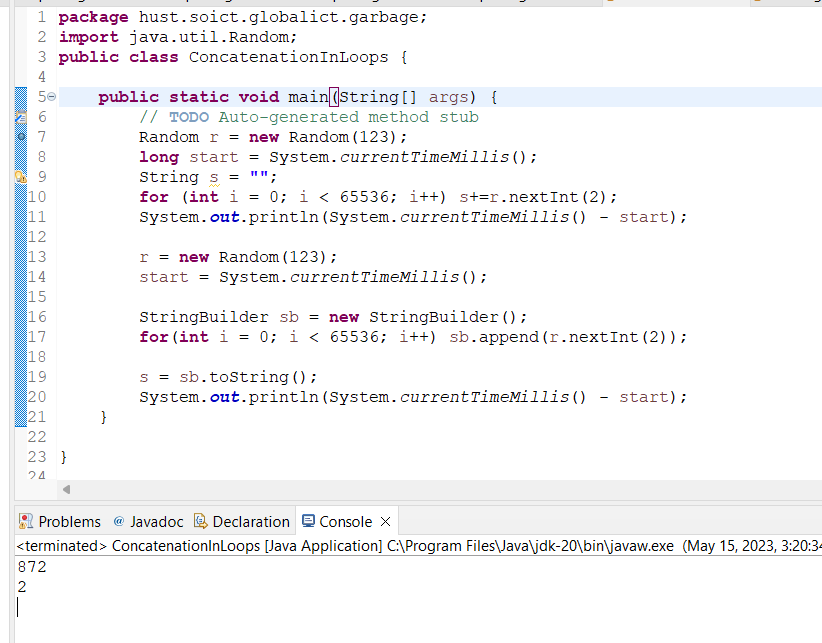 1 package hust.soict.globalict.garbage;
2 import java.util.Random;
3 public class ConcatenationInLoops {
4
5 public static void main(String[] args) {
6 // TODO Auto-generated method stub
7 Random r = new Random(123);
8 long start = System.currentTimeMillis();
9 String s = "";
10 for (int i = 0; i < 65536; i++) s+=r.nextInt(2);
11 System.out.println(System.currentTimeMillis() - start);
12
13 r = new Random(123);
14 start = System.currentTimeMillis();
15
16 StringBuilder sb = new StringBuilder();
17 for(int i = 0; i < 65536; i++) sb.append(r.nextInt(2));
18
19 s = sb.toString();
20 System.out.println(System.currentTimeMillis() - start);
21 }
22
23 }
24
Problems @ Javadoc Declaration Console
<terminated> ConcatenationInLoops [Java Application] C:\Program Files\Java\jdk-20\bin\javaw.exe (May 15, 2023, 3:20:34
872
2